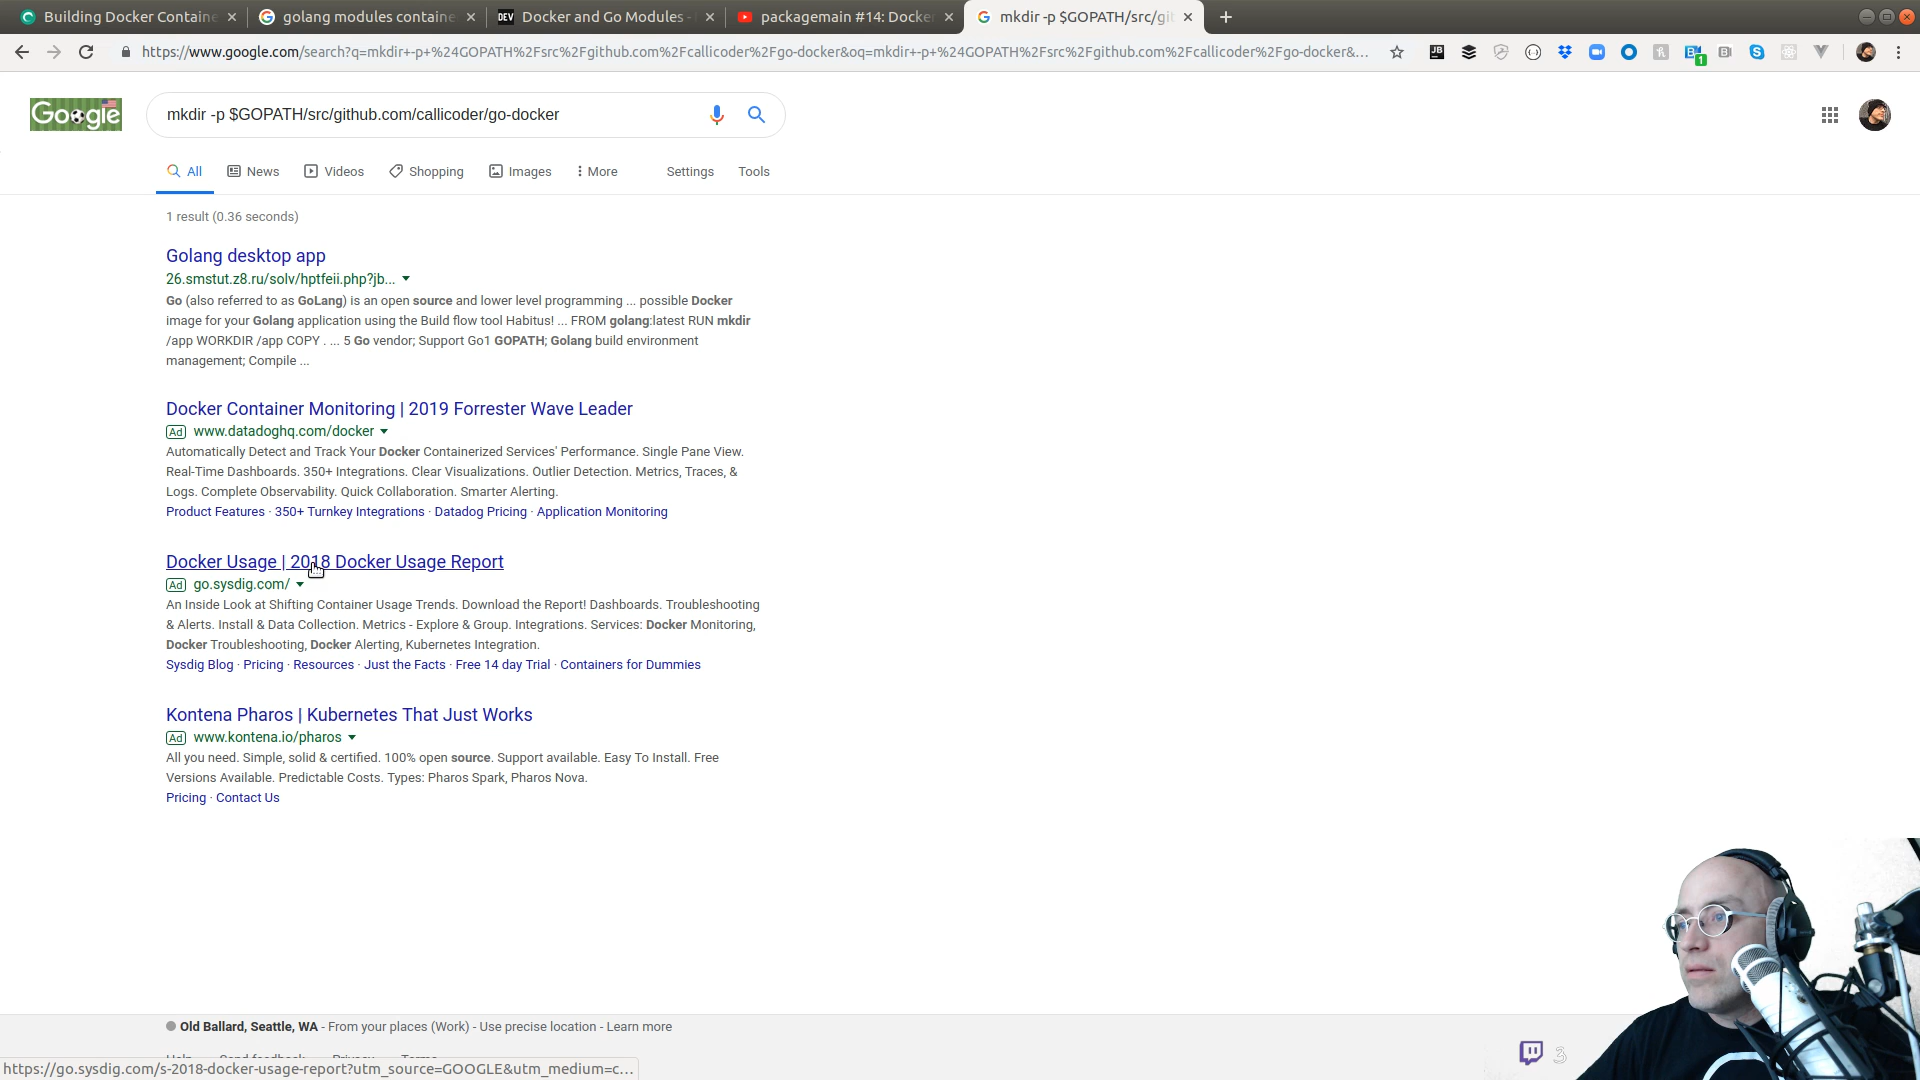 Building Docker Containe
golang modules containe
DEV Docker and Go Modules -
packagemain #14: Docker
mkdir -p $GOPATH/src/git
https://www.google.com/search?q=mkdir+-p+%24GOPATH%2Fsrc%2Fgithub.com%2Fcallicoder%2Fgo-docker&oq=mkdir+-p+%24GOPATH%2Fsrc%2Fgithub.com%2Fcallicoder%2Fgo-docker&...
Google
mkdir -p $GOPATH/src/github.com/callicoder/go-docker
All News Videos Shopping Images More Settings Tools
1 result (0.36 seconds)
Golang desktop app
26.smstut.z8.ru/solv/hptfeii.php?jb...
Go (also referred to as GoLang) is an open source and lower level programming ... possible Docker
image for your Golang application using the Build flow tool Habitus! ... FROM golang:latest RUN mkdir
/app WORKDIR /app COPY . ... 5 Go vendor; Support Go1 GOPATH; Golang build environment
management; Compile ...
Docker Container Monitoring | 2019 Forrester Wave Leader
Ad www.datadoghq.com/docker
Automatically Detect and Track Your Docker Containerized Services' Performance. Single Pane View.
Real-Time Dashboards. 350+ Integrations. Clear Visualizations. Outlier Detection. Metrics, Traces, &
Logs. Complete Observability. Quick Collaboration. Smarter Alerting.
Product Features · 350+ Turnkey Integrations · Datadog Pricing · Application Monitoring
Docker Usage | 2018 Docker Usage Report
Ad go.sysdig.com/
An Inside Look at Shifting Container Usage Trends. Download the Report! Dashboards. Troubleshooting
& Alerts. Install & Data Collection. Metrics - Explore & Group. Integrations. Services: Docker Monitoring,
Docker Troubleshooting, Docker Alerting, Kubernetes Integration.
Sysdig Blog · Pricing · Resources · Just the Facts · Free 14 day Trial · Containers for Dummies
Kontena Pharos | Kubernetes That Just Works
Ad www.kontena.io/pharos
All you need. Simple, solid & certified. 100% open source. Support available. Easy To Install. Free
Versions Available. Predictable Costs. Types: Pharos Spark, Pharos Nova.
Pricing · Contact Us
Old Ballard, Seattle, WA - From your places (Work) - Use precise location - Learn more
Help Send feedback Privacy Terms
https://go.sysdig.com/s-2018-docker-usage-report?utm_source=GOOGLE&utm_medium=c...
3